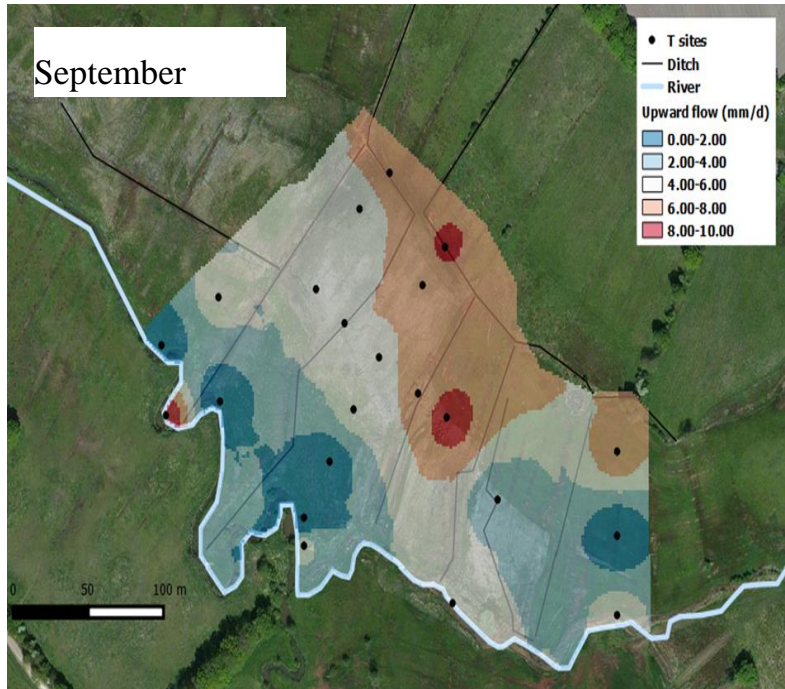 September
T sites
Ditch
River
Upward flow (mm/d)
0.00-2.00
2.00-4.00
4.00-6.00
6.00-8.00
8.00-10.00
0 50 100 m